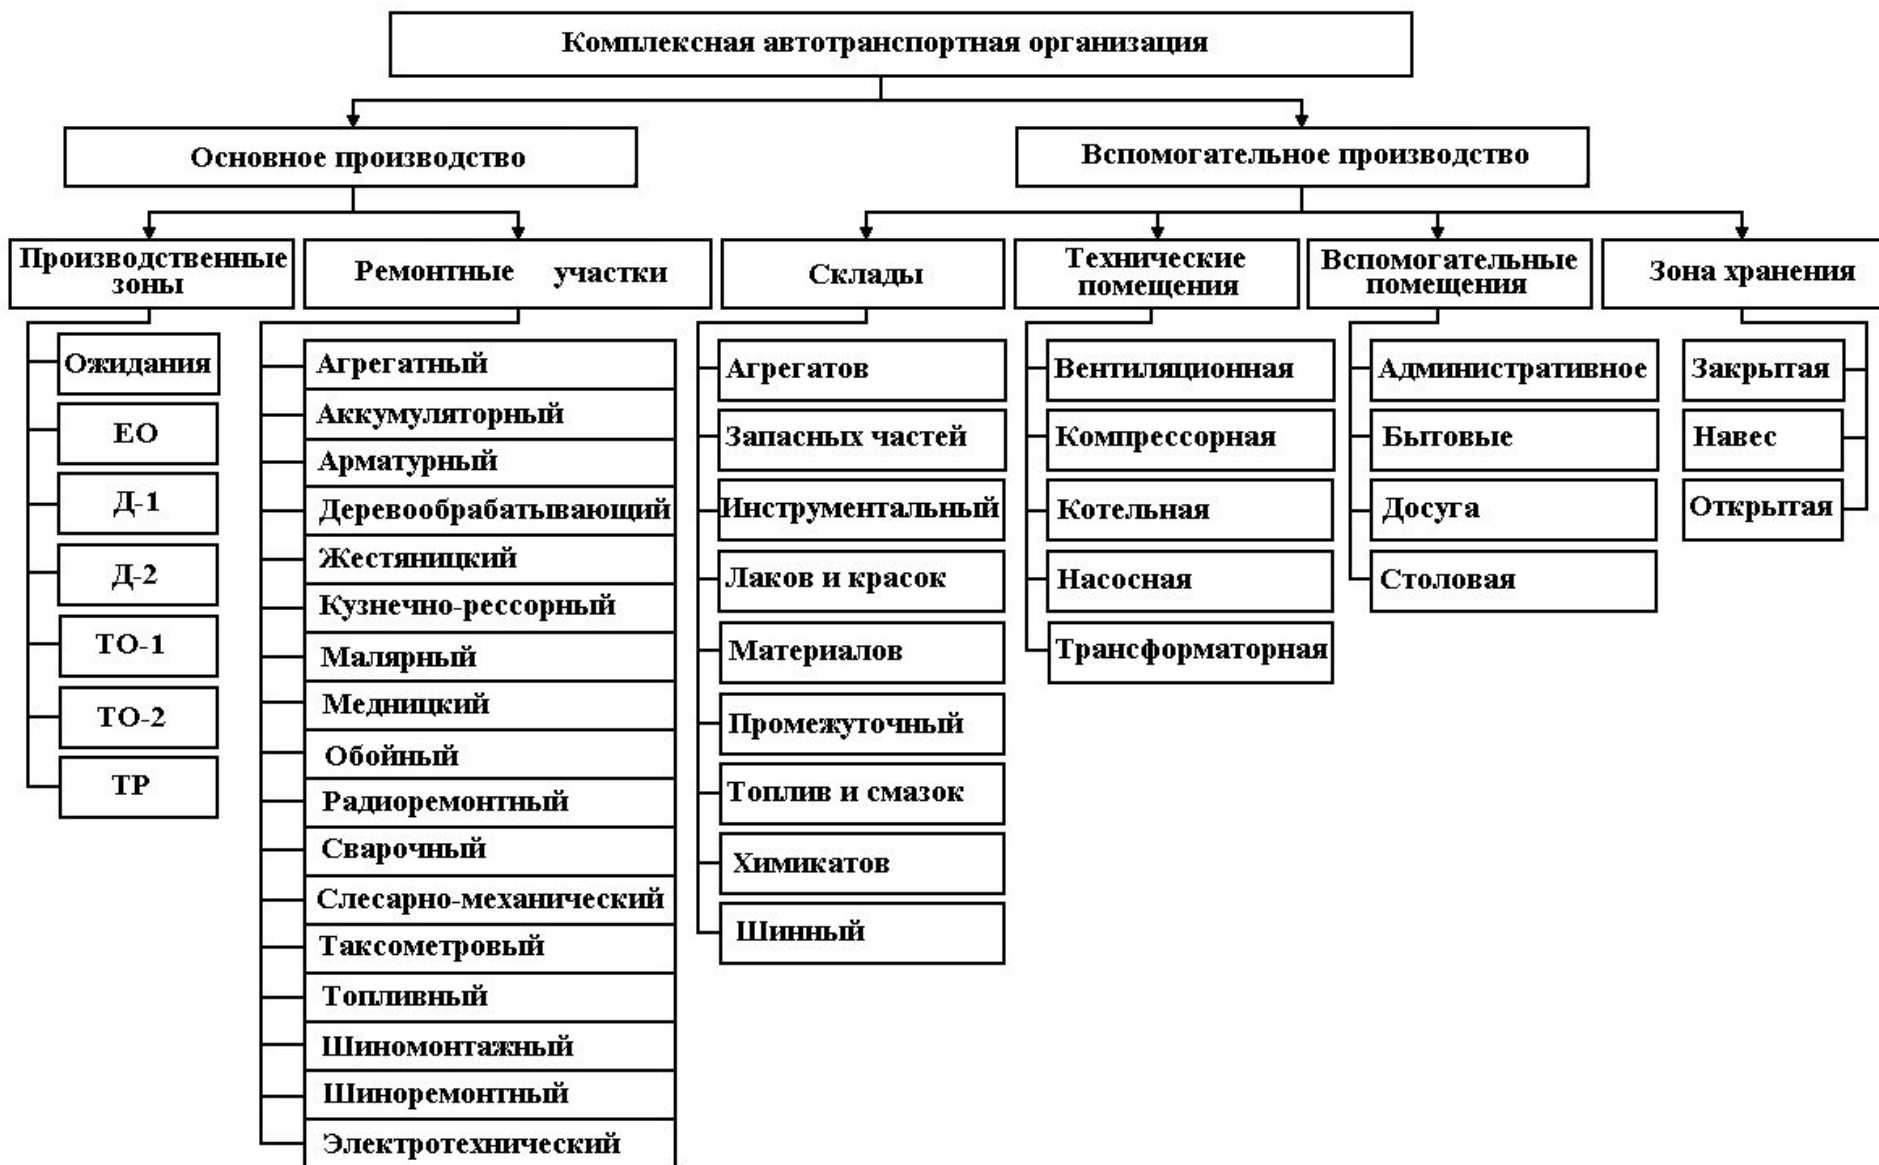 Комплексная автотранспортная организация
Основное производство
Вспомогательное производство
Производственные
зоны
Ремонтные участки
Склады
Технические
помещения
Вспомогательные
помещения
Зона хранения
Ожидания
ЕО
Д-1
Д-2
ТО-1
ТО-2
ТР
Агрегатный
Аккумуляторный
Арматурный
Деревообрабатывающий
Жестяницкий
Кузнечно-рессорный
Малярный
Медницкий
Обойный
Радиоремонтный
Сварочный
Слесарно-механический
Таксометровый
Топливный
Шиномонтажный
Шиноремонтный
Электротехнический
Агрегатов
Запасных частей
Инструментальный
Лаков и красок
Материалов
Промежуточный
Топлив и смазок
Химикатов
Шинный
Вентиляционная
Компрессорная
Котельная
Насосная
Трансформаторная
Административное
Бытовые
Досуга
Столовая
Закрытая
Навес
Открытая